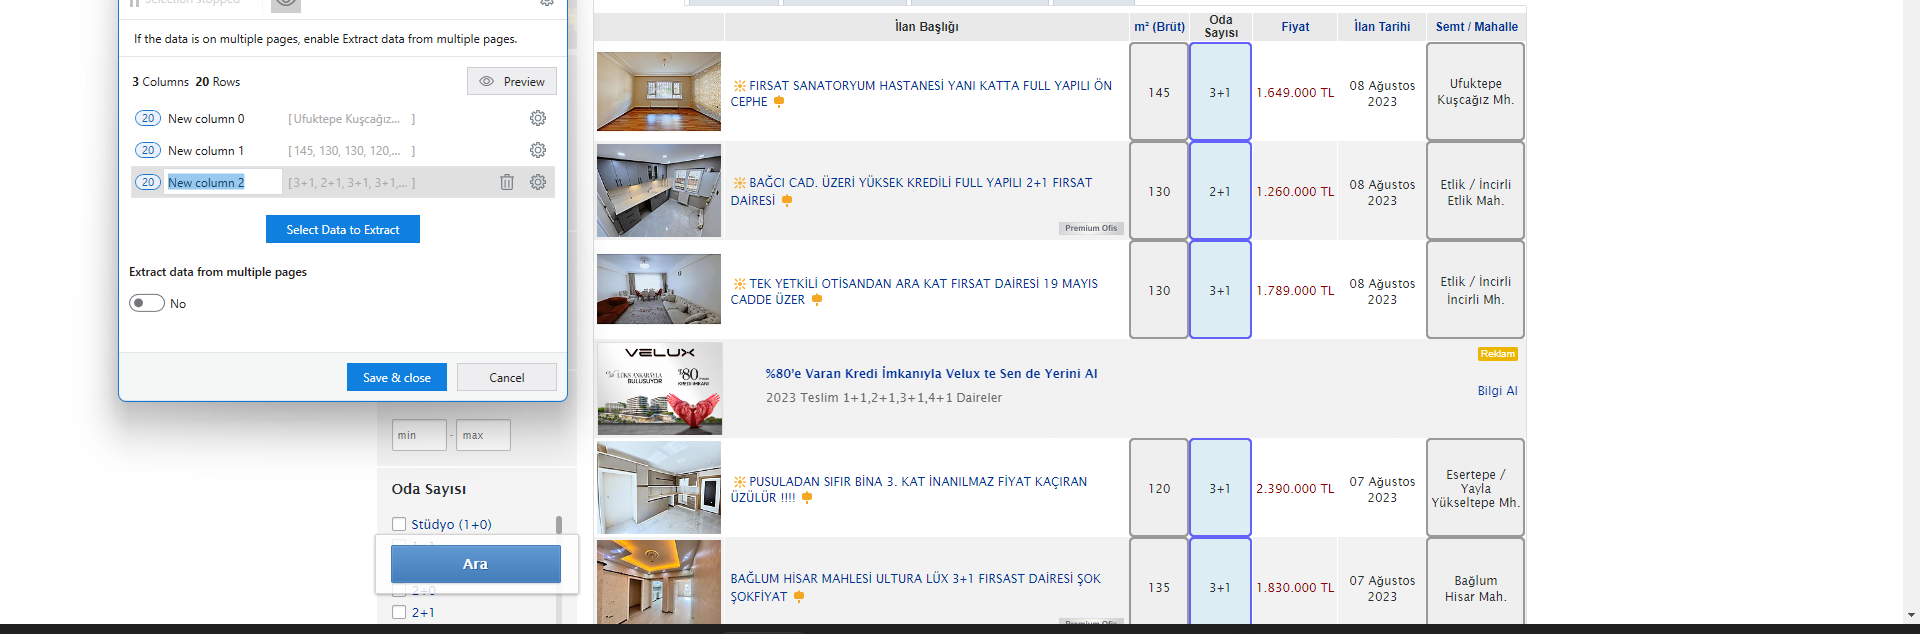 Selection stopped
If the data is on multiple pages, enable Extract data from multiple pages.
3 Columns 20 Rows
Preview
20 New column 0 [Ufuktepe Kuşcağız... ]
20 New column 1 [145, 130, 130, 120,... ]
20 New column 2 [3+1, 2+1, 3+1, 3+1,... ]
Select Data to Extract
Extract data from multiple pages
No
Save & close
Cancel
min - max
Oda Sayısı
Stüdyo (1+0)
Ara
2+0
2+1
İlan Başlığı
m² (Brüt)
Oda
Sayısı
Fiyat
İlan Tarihi
Semt / Mahalle
FIRSAT SANATORYUM HASTANESİ YANI KATTA FULL YAPILI ÖN
CEPHE
145
3+1
1.649.000 TL
08 Ağustos
2023
Ufuktepe
Kuşcağız Mh.
BAĞCI CAD. ÜZERİ YÜKSEK KREDİLİ FULL YAPILI 2+1 FIRSAT
DAİRESİ
Premium Ofis
130
2+1
1.260.000 TL
08 Ağustos
2023
Etlik / İncirli
Etlik Mah.
TEK YETKİLİ OTİSANDAN ARA KAT FIRSAT DAİRESİ 19 MAYIS
CADDE ÜZER
130
3+1
1.789.000 TL
08 Ağustos
2023
Etlik / İncirli
İncirli Mh.
VELUX
LÜKS ANKARAYLA
BULUŞUYOR
%80
KREDİ İMKANI
%80’e Varan Kredi İmkanıyla Velux te Sen de Yerini Al
2023 Teslim 1+1,2+1,3+1,4+1 Daireler
Reklam
Bilgi Al
PUSULADAN SIFIR BİNA 3. KAT İNANILMAZ FİYAT KAÇIRAN
ÜZÜLÜR !!!!
120
3+1
2.390.000 TL
07 Ağustos
2023
Esertepe /
Yayla
Yükseltepe Mh.
BAĞLUM HİSAR MAHLESİ ULTURA LÜX 3+1 FIRSAST DAİRESİ ŞOK
ŞOKFİYAT
Premium Ofis
135
3+1
1.830.000 TL
07 Ağustos
2023
Bağlum
Hisar Mah.